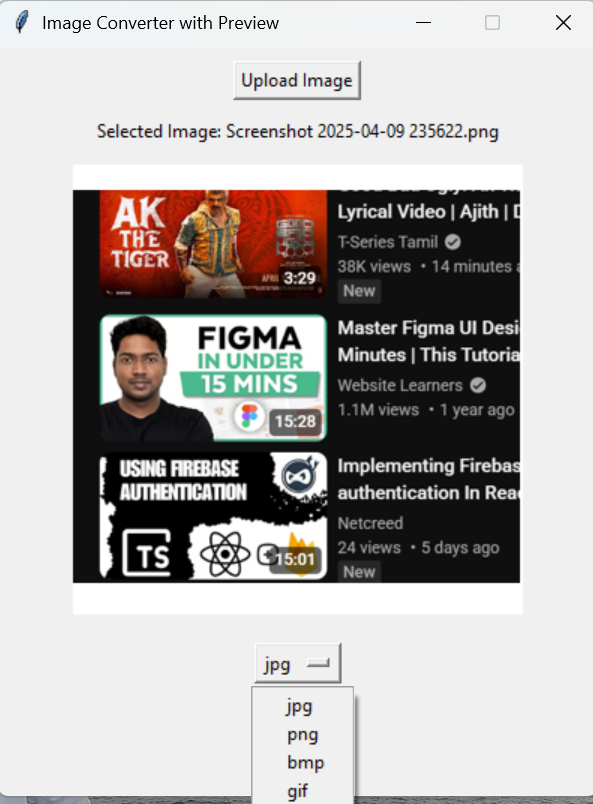 Image Converter with Preview
Upload Image
Selected Image: Screenshot 2025-04-09 235622.png
AK
THE
TIGER
APRIL
3:29
Lyrical Video | Ajith | D
T-Series Tamil
38K views • 14 minutes a
New
FIGMA
IN UNDER
15 MINS
15:28
Master Figma UI Desi
Minutes | This Tutoria
Website Learners
1.1M views • 1 year ago
USING FIREBASE
AUTHENTICATION
TS
15:01
Implementing Firebas
authentication In Rea
Netcreed
24 views • 5 days ago
New
jpg
jpg
png
bmp
gif